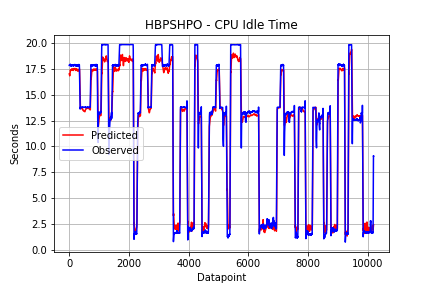 HBPSHPO - CPU Idle Time
20.0
17.5
15.0
12.5
10.0
7.5
5.0
2.5
0.0
Seconds
Predicted
Observed
0 2000 4000 6000 8000 10000
Datapoint